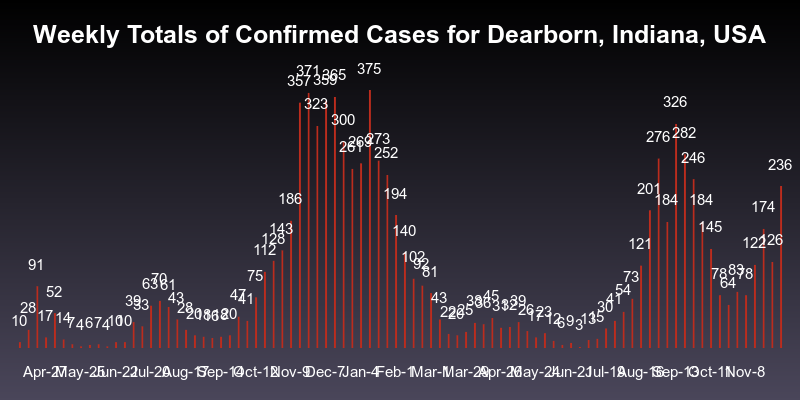 Weekly Totals of Confirmed Cases for Dearborn, Indiana, USA
10 28 91 17 52 14 7 4 6 7 4 10 10 39 33 63 70 61 43 28 20 18 16 18 20 47 41 75 112 128 143 186 357 371 323 359 365 300 261 269 375 273 252 194 140 102 92 81 43 22 20 25 38 36 45 31 32 39 26 17 23 12 6 9 3 13 15 30 41 54 73 121 201 276 184 326 282 246 184 145 78 64 83 78 122 174 126 236
Apr-27 May-25 Jun-22 Jul-20 Aug-17 Sep-14 Oct-12 Nov-9 Dec-7 Jan-4 Feb-1 Mar-1 Mar-29 Apr-26 May-24 Jun-21 Jul-19 Aug-16 Sep-13 Oct-11 Nov-8